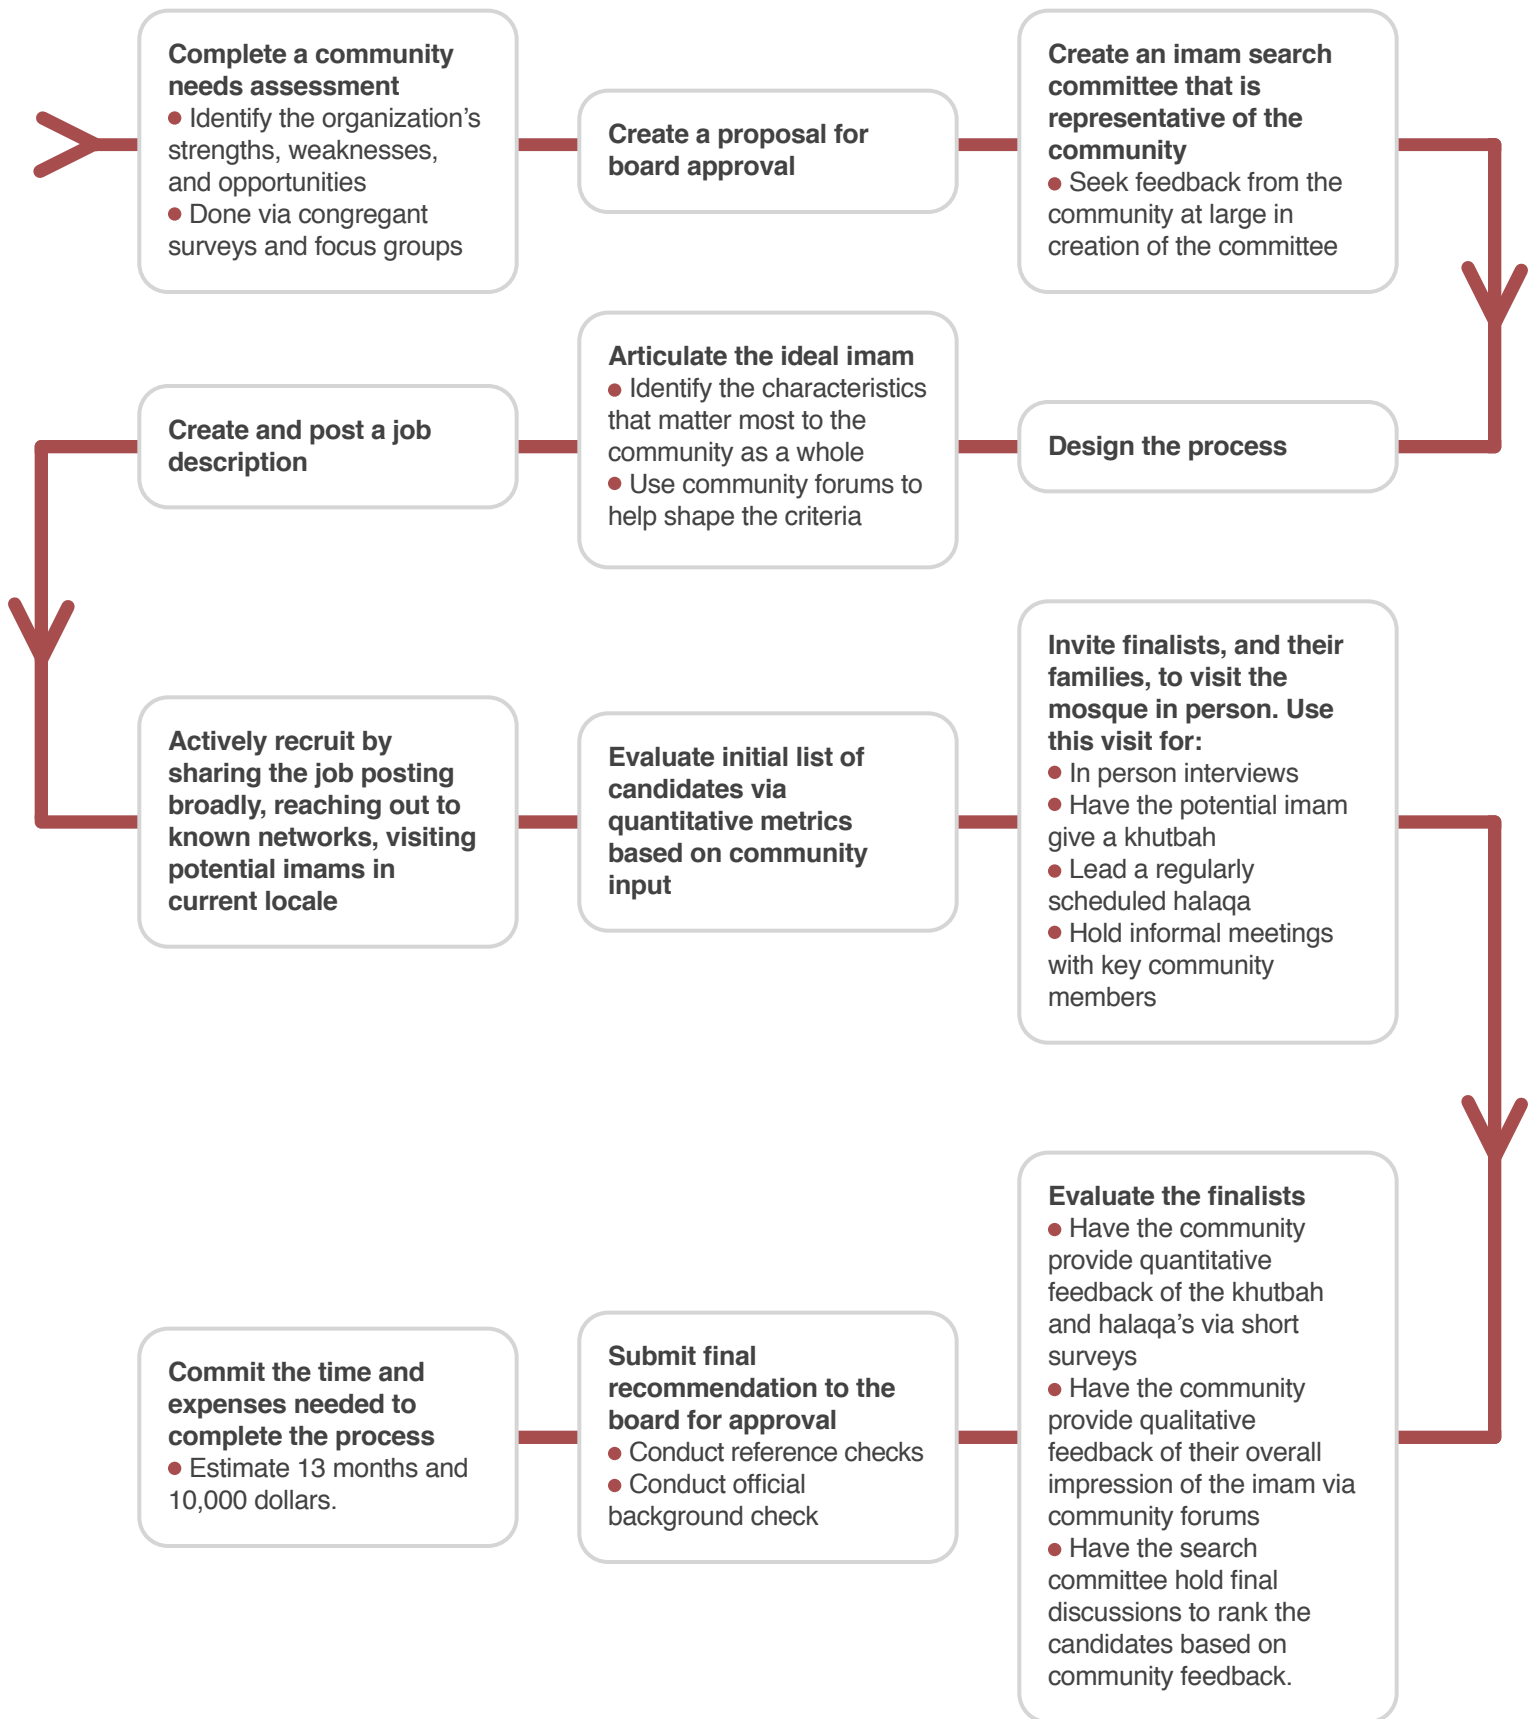 Complete a community
needs assessment
• Identify the organization's
strengths, weaknesses,
and opportunities
• Done via congregant
surveys and focus groups
Create a proposal for
board approval
Create an imam search
committee that is
representative of the
community
• Seek feedback from the
community at large in
creation of the committee
Design the process
Articulate the ideal imam
• Identify the characteristics
that matter most to the
community as a whole
• Use community forums to
help shape the criteria
Create and post a job
description
Actively recruit by
sharing the job posting
broadly, reaching out to
known networks, visiting
potential imams in
current locale
Evaluate initial list of
candidates via
quantitative metrics
based on community
input
Invite finalists, and their
families, to visit the
mosque in person. Use
this visit for:
• In person interviews
• Have the potential imam
give a khutbah
• Lead a regularly
scheduled halaqa
• Hold informal meetings
with key community
members
Evaluate the finalists
• Have the community
provide quantitative
feedback of the khutbah
and halaqa's via short
surveys
• Have the community
provide qualitative
feedback of their overall
impression of the imam via
community forums
• Have the search
committee hold final
discussions to rank the
candidates based on
community feedback.
Submit final
recommendation to the
board for approval
• Conduct reference checks
• Conduct official
background check
Commit the time and
expenses needed to
complete the process
• Estimate 13 months and
10,000 dollars.